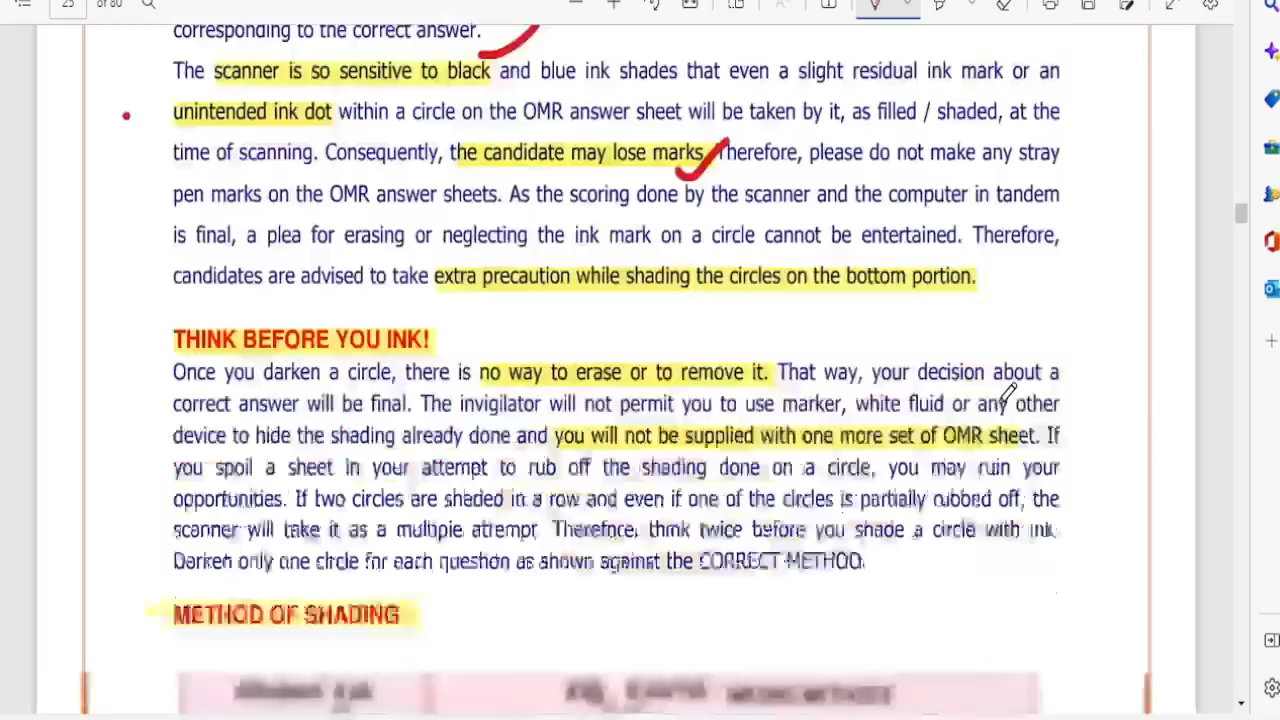 25 of 80
corresponding to the correct answer.
The scanner is so sensitive to black and blue ink shades that even a slight residual ink mark or an
unintended ink dot within a circle on the OMR answer sheet will be taken by it, as filled / shaded, at the
time of scanning. Consequently, the candidate may lose marks. Therefore, please do not make any stray
pen marks on the OMR answer sheets. As the scoring done by the scanner and the computer in tandem
is final, a plea for erasing or neglecting the ink mark on a circle cannot be entertained. Therefore,
candidates are advised to take extra precaution while shading the circles on the bottom portion.
THINK BEFORE YOU INK!
Once you darken a circle, there is no way to erase or to remove it. That way, your decision about a
correct answer will be final. The invigilator will not permit you to use marker, white fluid or any other
device to hide the shading already done and you will not be supplied with one more set of OMR sheet. If
you spoil a sheet in your attempt to rub off the shading done on a circle, you may ruin your
opportunities. If two circles are shaded in a row and even if one of the circles is partially rubbed off, the
scanner will take it as a multiple attempt. Therefore, think twice before you shade a circle with ink.
Darken only one circle for each question as shown against the CORRECT METHOD.
METHOD OF SHADING